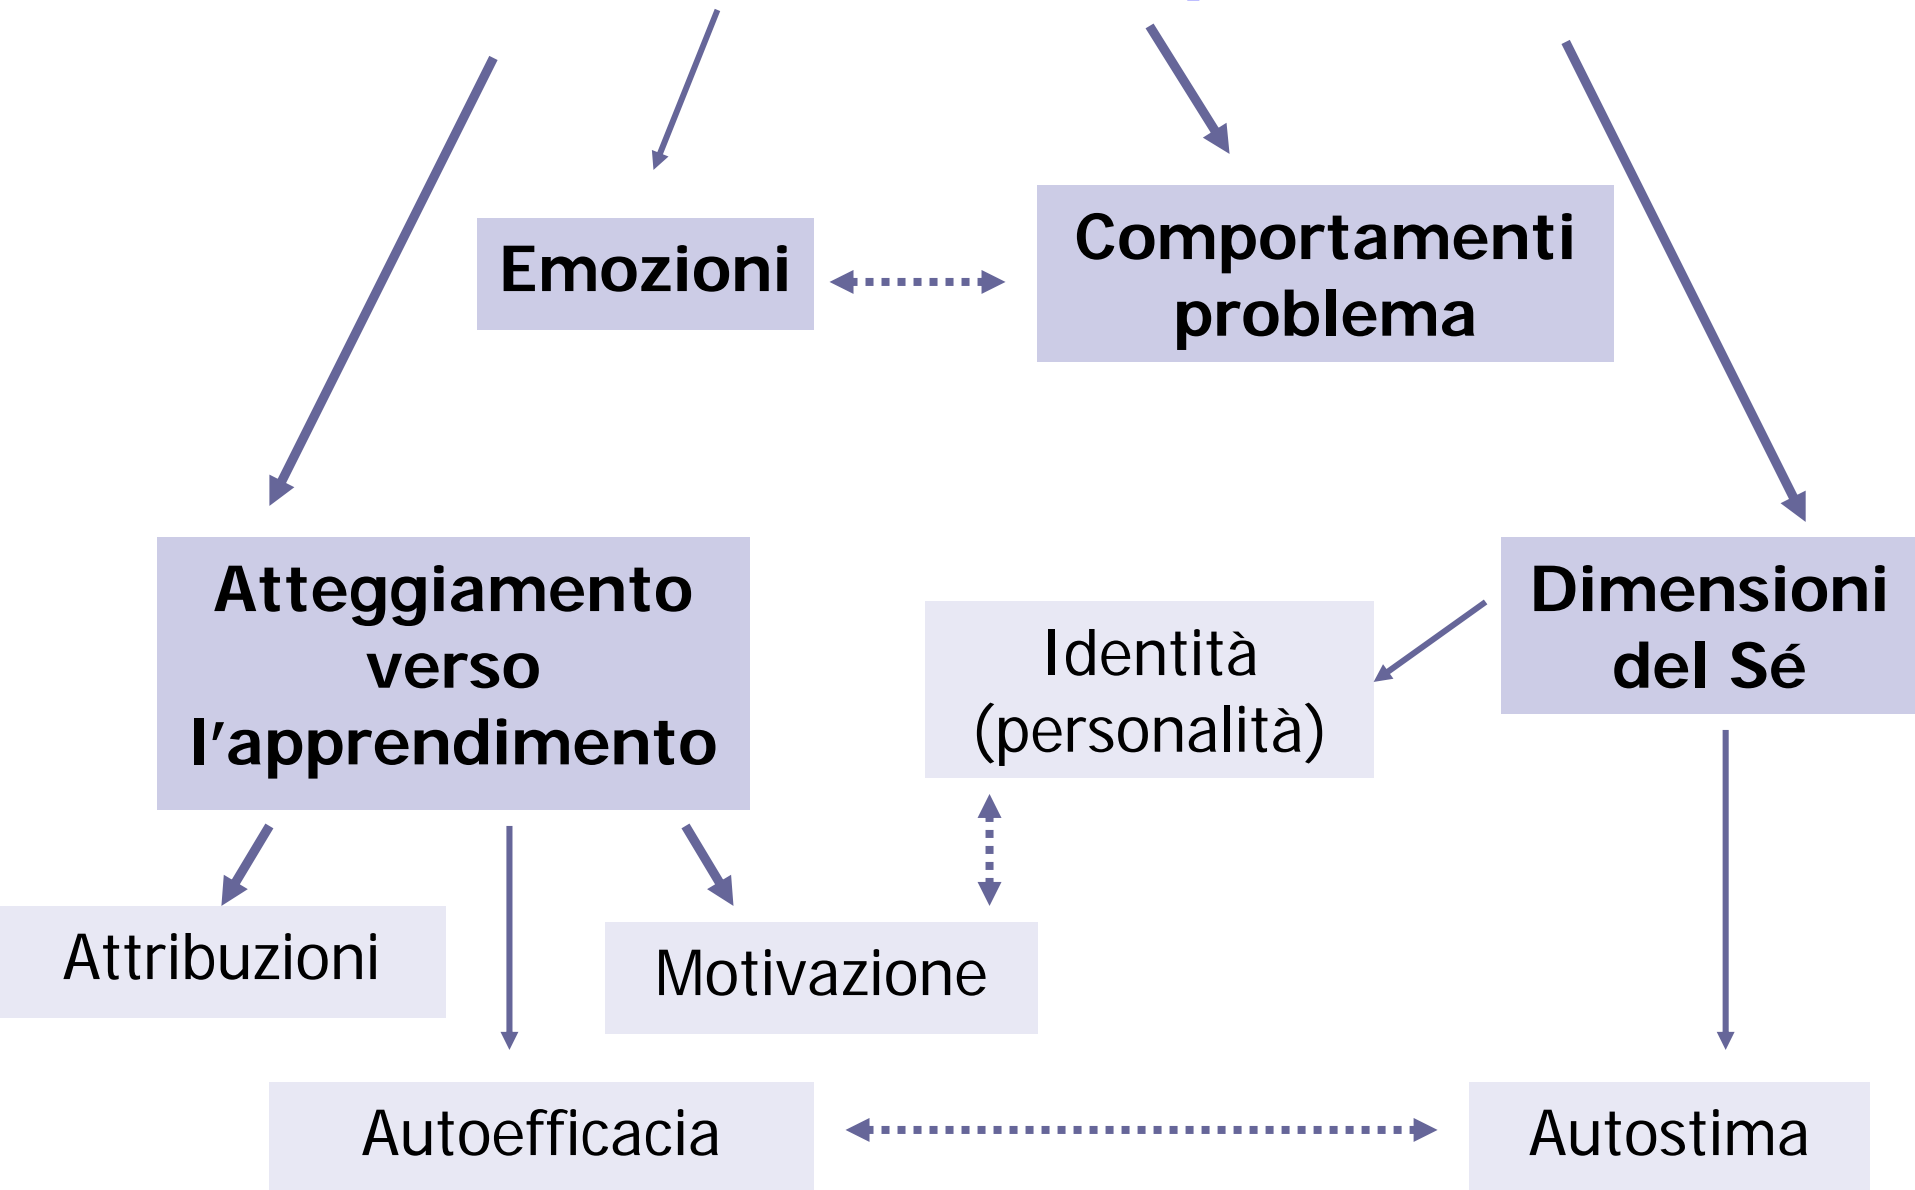 Emozioni
Comportamenti
problema
Atteggiamento
verso
l’apprendimento
Identità
(personalità)
Dimensioni
del Sé
Attribuzioni
Motivazione
Autoefficacia
Autostima